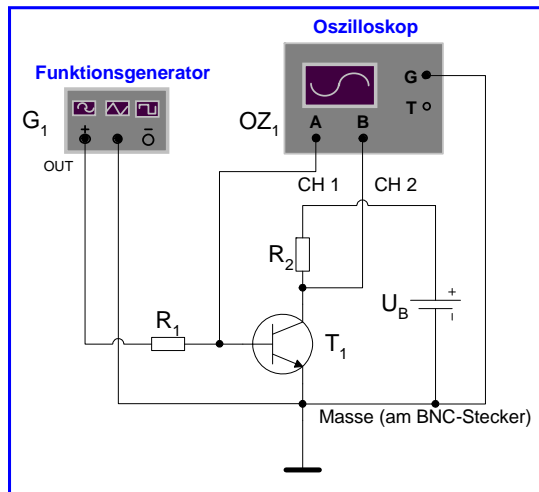 Oszilloskop
Funktionsgenerator
G
T
G1
OZ1
A B
+ −
OUT
CH 1 CH 2
R2
+
UB
−
R1
T1
Masse (am BNC-Stecker)